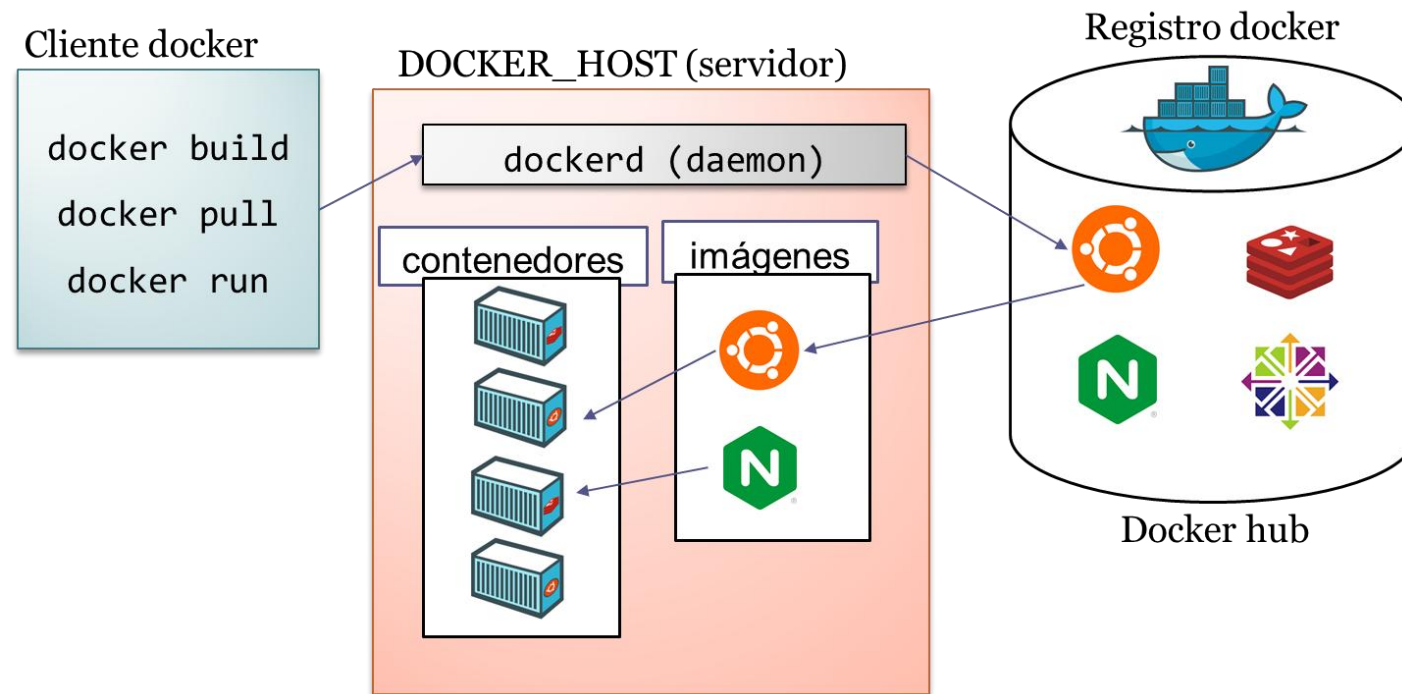 Cliente docker
docker build
docker pull
docker run
DOCKER_HOST (servidor)
dockerd (daemon)
contenedores
imágenes
Registro docker
N
N
®
N
®
Docker hub